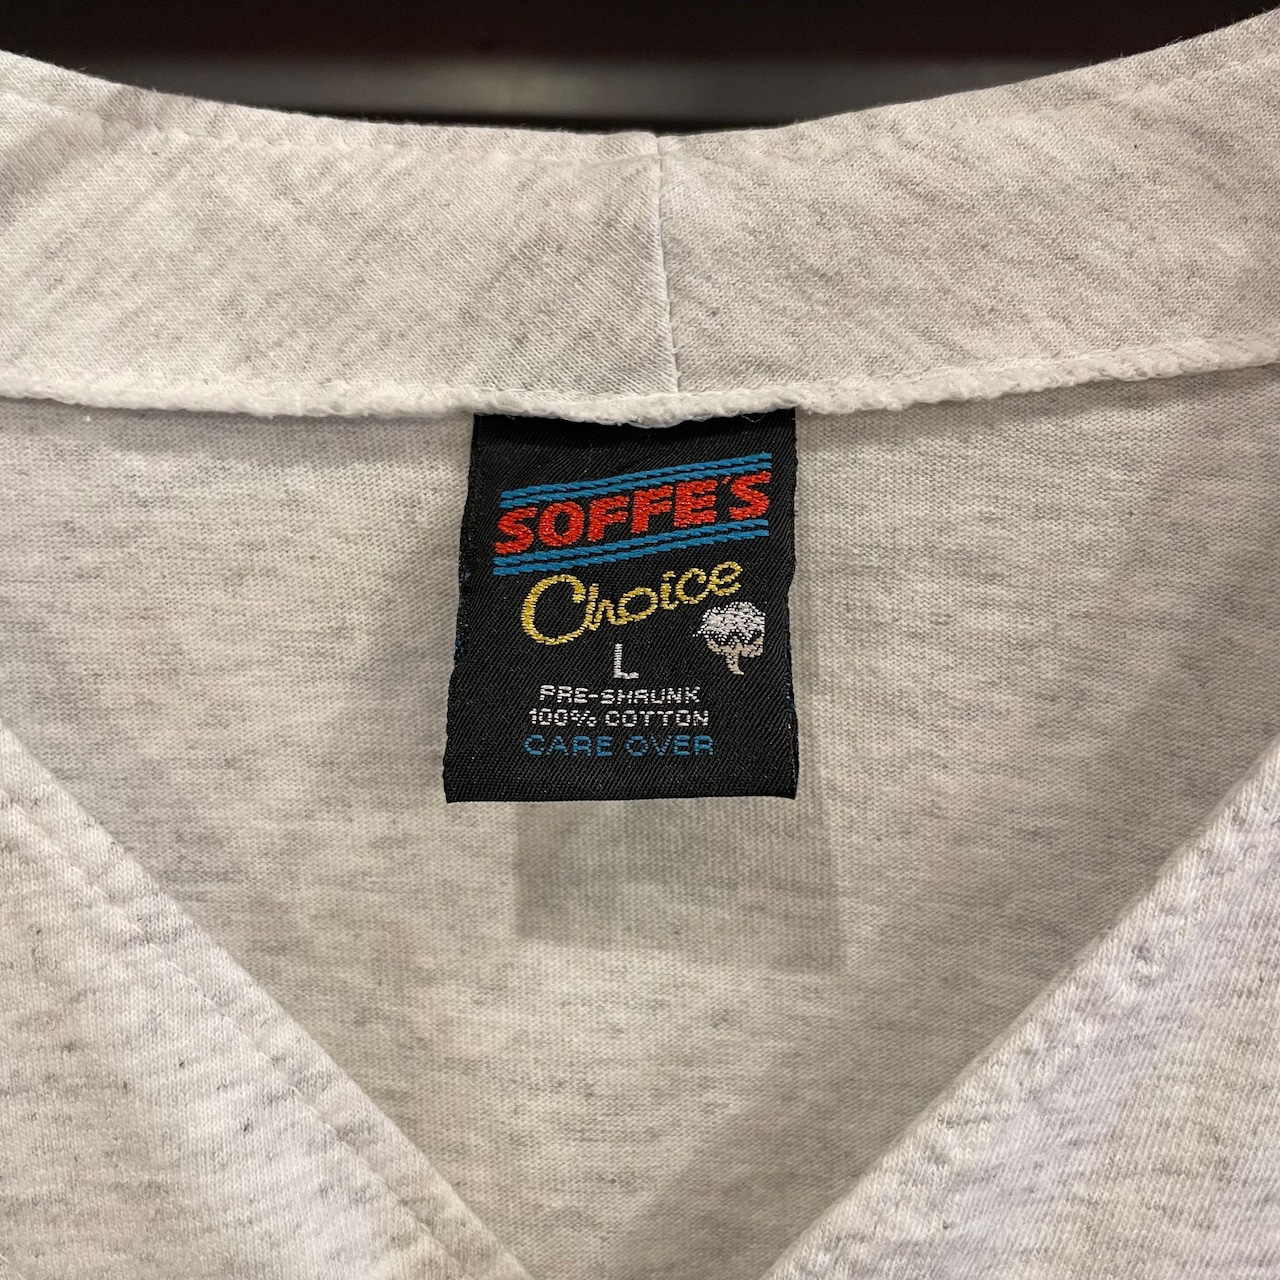 SOFFE'S
Choice
L
PRE-SHRUNK
100% COTTON
CARE OVER